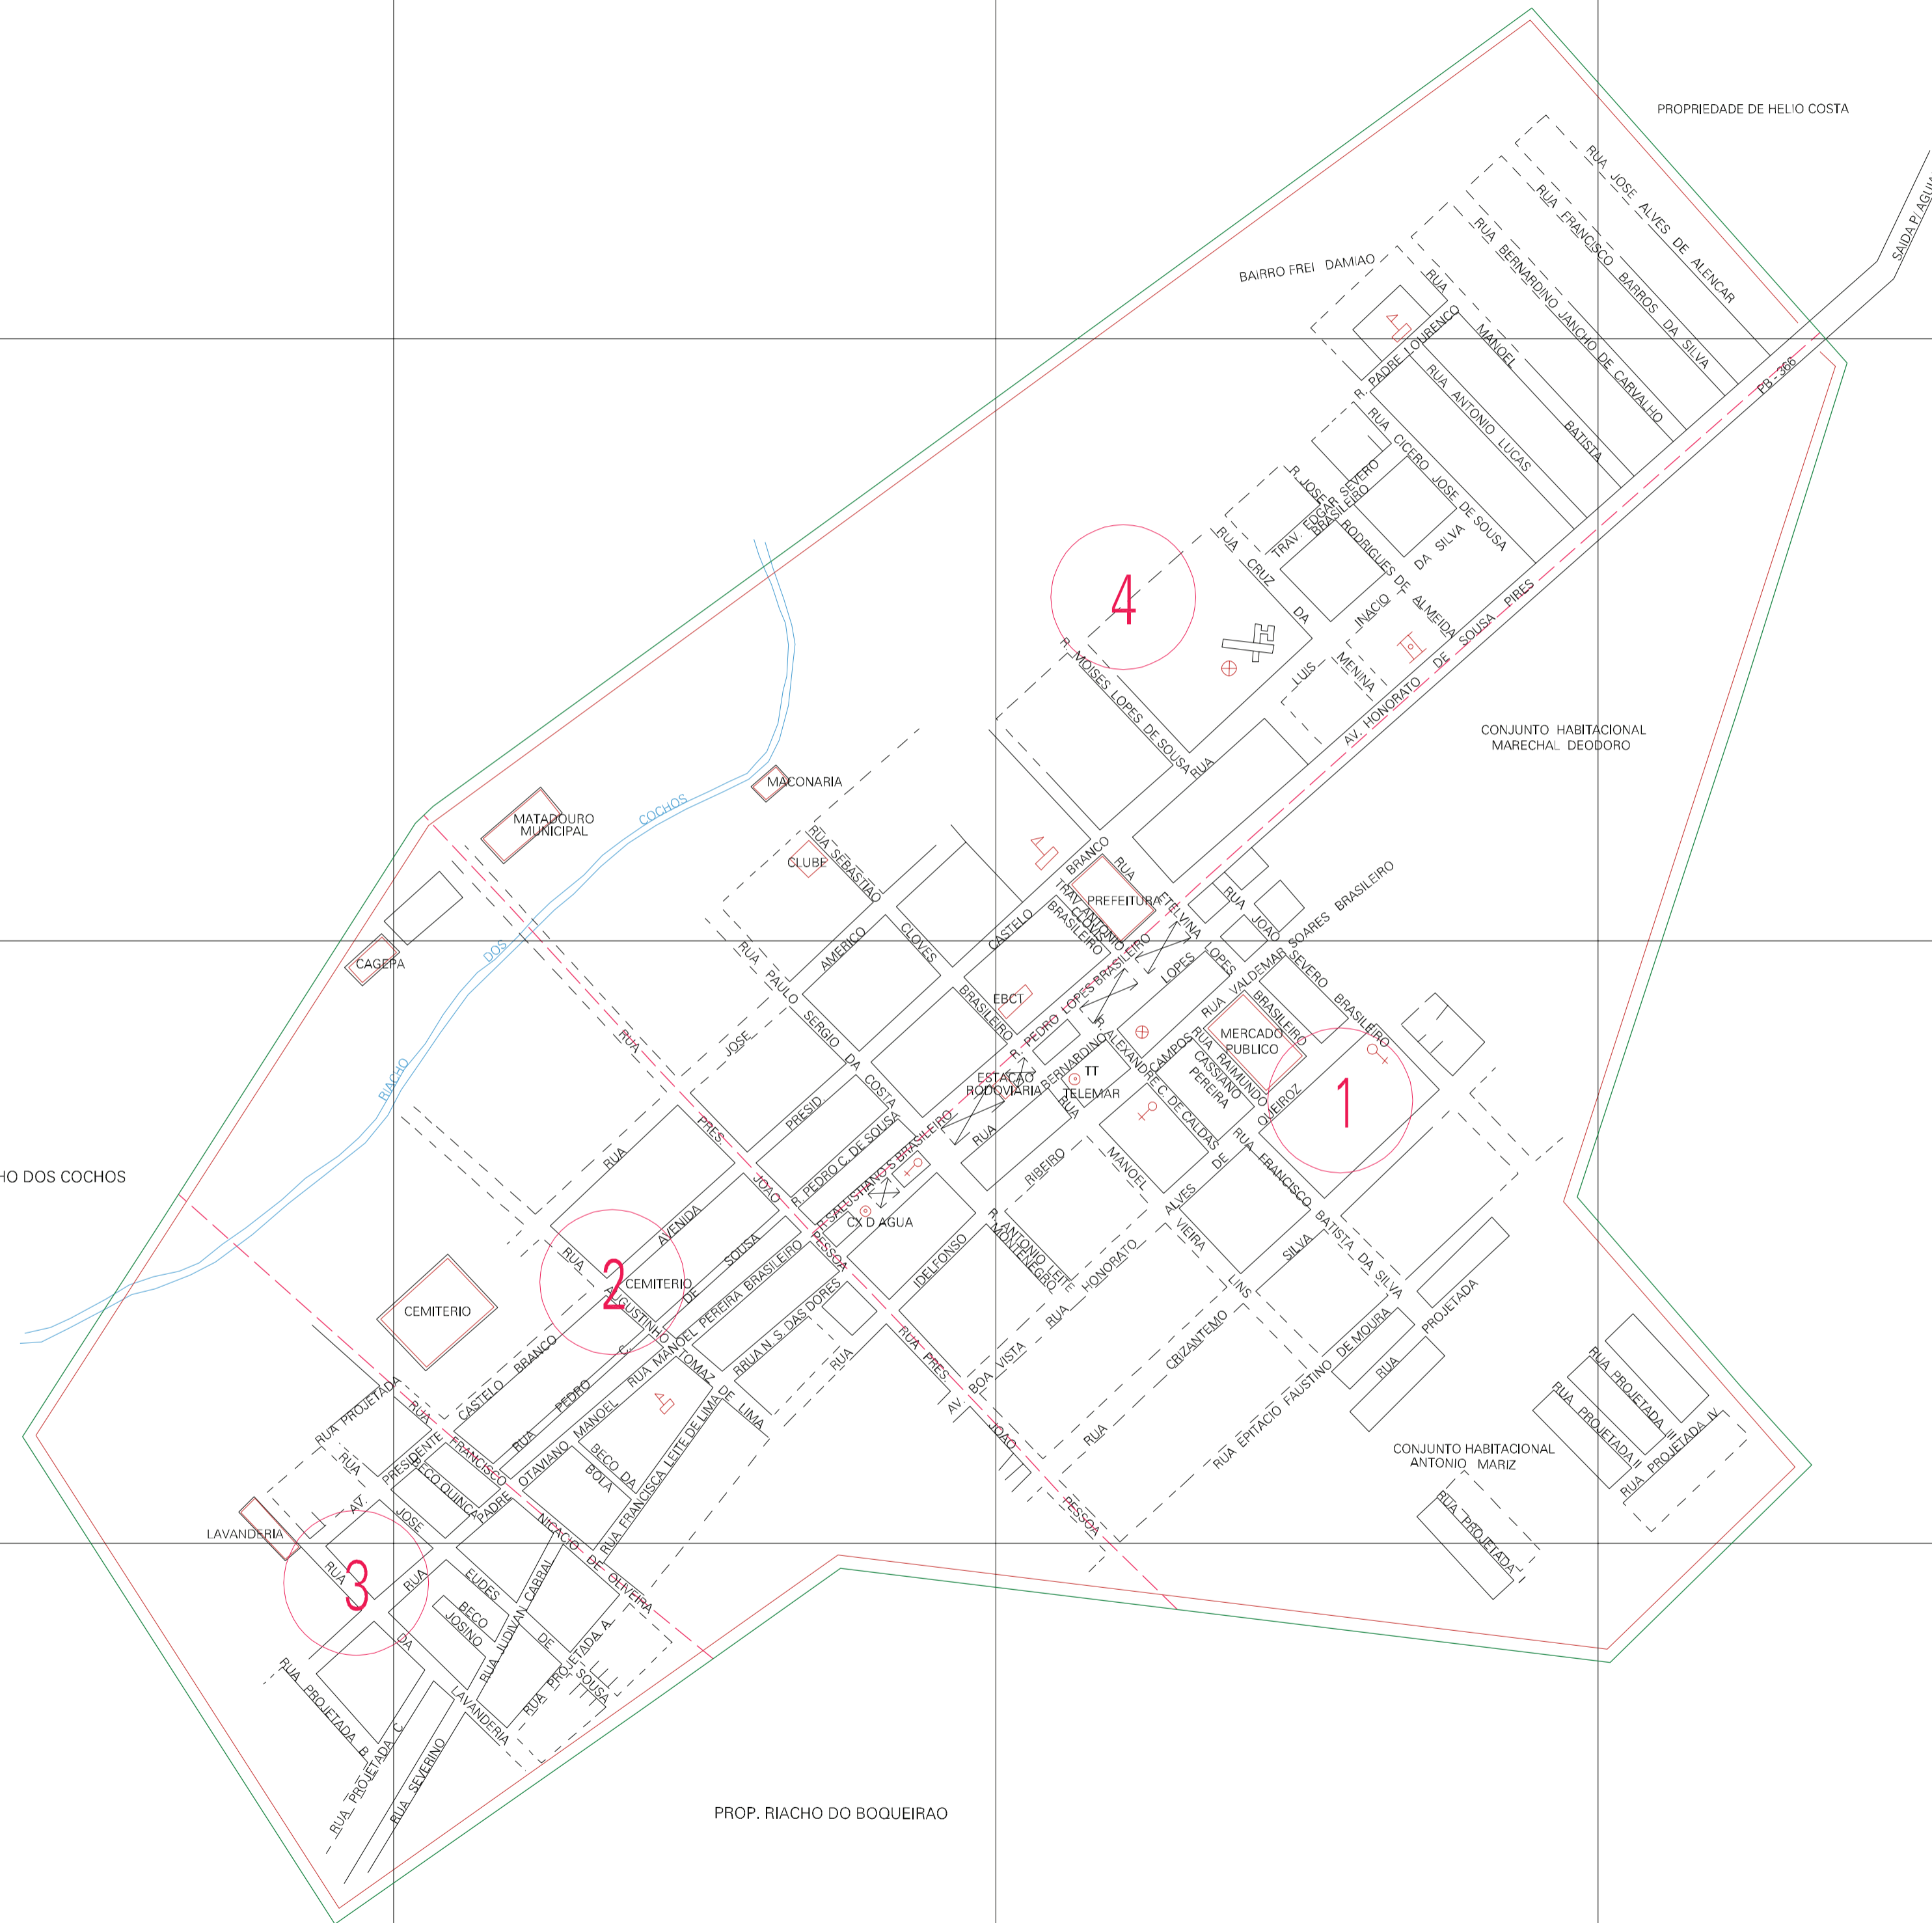 PROPRIEDADE DE HELIO COSTA
RUA JOSE ALVES DE ALENCAR
RUA FRANCISCO BARROS DA SILVA
RUA BERNARDINO JANCHO DE CARVALHO
BAIRRO FREI DAMIAO
RUA MANOEL BATISTA
R. PADRE LOURENCO
RUA ANTONIO LUCAS
PB - 366
RUA CICERO JOSE DE SOUSA
R. JOSE RODRIGUES DE ALMEIDA
TRAV. EDGAR SEVERO
BRASILEIRO
RUA CRUZ DA MENINA
LUIS INACIO DA SILVA
4
R. MOISES LOPES DE SOUSA
AV. HONORATO DE SOUSA PIRES
CONJUNTO HABITACIONAL
MARECHAL DEODORO
MACONARIA
MATADOURO
MUNICIPAL
RIACHO DOS COCHOS
CLUBE
RUA SEBASTIAO CLOVES BRASILEIRO
RUA CASTELO BRANCO
RUA ETELVINA LOPES
PREFEITURA
TRAV. ANTONIO
CLOVIS
BRASILEIRO
CAGEPA
RUA JOSE AMERICO
RUA PAULO SERGIO DA COSTA
EBCT
R. PEDRO LOPES BRASILEIRO
RUA JOAO SEVERO BRASILEIRO
RUA VALDEMAR SOARES BRASILEIRO
BRASILEIRO
MERCADO
PUBLICO
RUA RAIMUNDO
CASSIANO
PEREIRA
R. ALEXANDRE C. DE CALDAS
RUA BERNARDINO LOPES
ESTACAO
RODOVIARIA
TT
TELEMAR
1
RUA RIBEIRO CAMPOS
RUA MANOEL VIEIRA LINS
RUA FRANCISCO BATISTA DA SILVA
IDELFONSO
ALVES DE QUEIROZ
R. ANTONIO LEITE
MONTENEGRO
RUA HONORATO SILVA
RUA PRES. JOAO PESSOA
AVENIDA PRESID.
R. PEDRO C. DE SOUSA
R SALUSTIANO S BRASILEIRO
CX D AGUA
HO DOS COCHOS
2
CEMITERIO
CEMITERIO
RUA AUGUSTINHO TOMAZ DE LIMA
RUA MANOEL PEREIRA BRASILEIRO
RRUA N. S. DAS DORES
RUA PRES. JOAO PESSOA
AV. BOA VISTA
RUA CRIZANTEMO
RUA EPITACIO FAUSTINO DE MOURA
RUA PROJETADA
CONJUNTO HABITACIONAL
ANTONIO MARIZ
RUA PROJETADA III
RUA PROJETADA II
RUA PROJETADA IV
RUA PROJETADA
RUA PROJETADA
AV. PRESIDENTE CASTELO BRANCO
RUA PEDRO C. DE SOUSA
RUA FRANCISCO NICACIO DE OLIVEIRA
BECO QUINCA
PADRE OTAVIANO
MANOEL
BECO DA
BOLA
RUA FRANCISCA LEITE DE LIMA
LAVANDERIA
3
RUA JOSE EUDES DE SOUSA
RUA
BECO
JOSINO
RUA JUDIVAN CABRAL
RUA DA LAVANDERIA
RUA PROJETADA A
RUA PROJETADA B
RUA PROJETADA C
RUA SEVERINO
PROP. RIACHO DO BOQUEIRAO